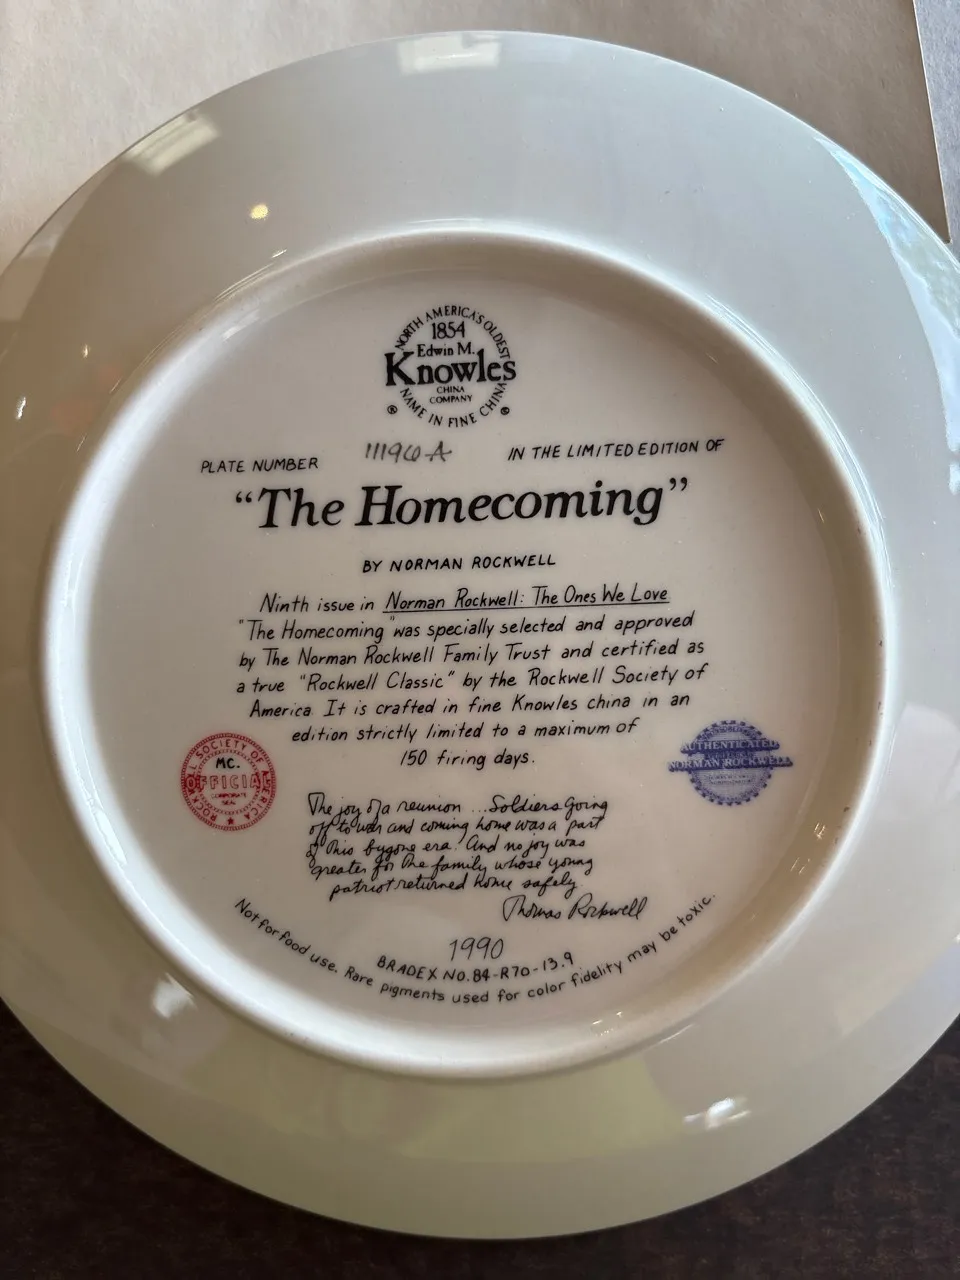 NORTH AMERICA'S OLDEST
1854
Edwin M.
Knowles
CHINA
COMPANY
® NAME IN FINE CHINA ®
PLATE NUMBER 11196A IN THE LIMITED EDITION OF
“The Homecoming”
BY NORMAN ROCKWELL
Ninth issue in Norman Rockwell: The Ones We Love
"The Homecoming" was specially selected and approved
by The Norman Rockwell Family Trust and certified as
a true "Rockwell Classic" by the Rockwell Society of
America. It is crafted in fine Knowles china in an
edition strictly limited to a maximum of
150 firing days.
ROCKWELL SOCIETY OF AMERICA
MC.
OFFICIAL
CORPORATE
SEAL
AUTHENTICATED
NORMAN ROCKWELL
The joy of a reunion ... Soldiers going
off to war and coming home was a part
of this bygone era. And no joy was
greater for the family whose young
patriot returned home safely.
Thomas Rockwell
1990
BRADEX NO. 84-R70-13.9
Not for food use. Rare pigments used for color fidelity may be toxic.